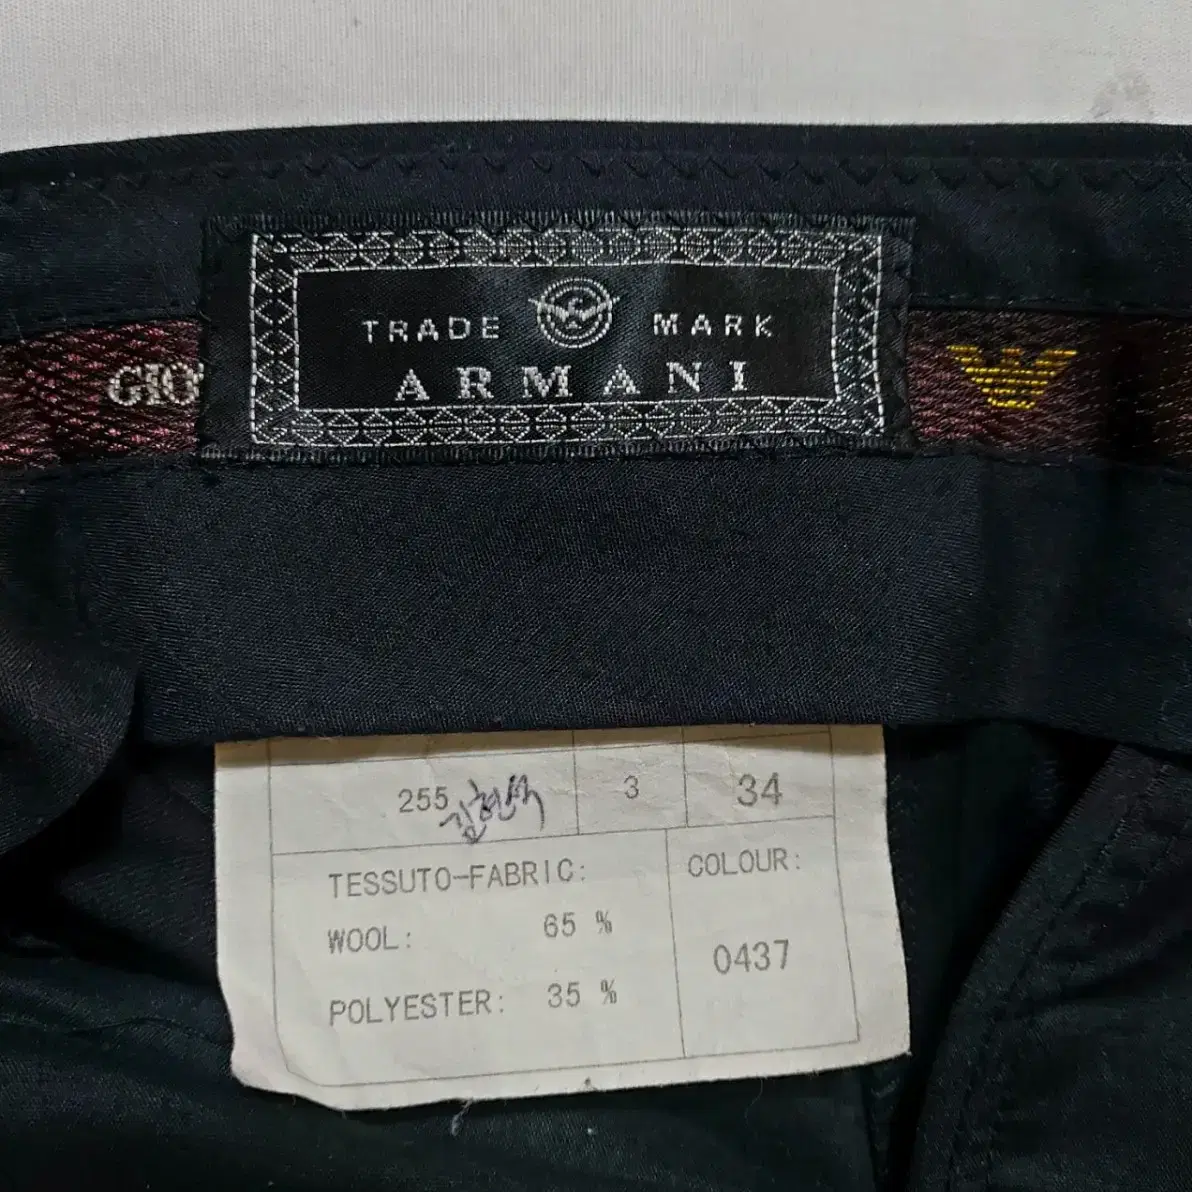 TRADE MARK
GIO
ARMANI
255 3 34
TESSUTO-FABRIC:
WOOL: 65 %
POLYESTER: 35 %
COLOUR:
0437